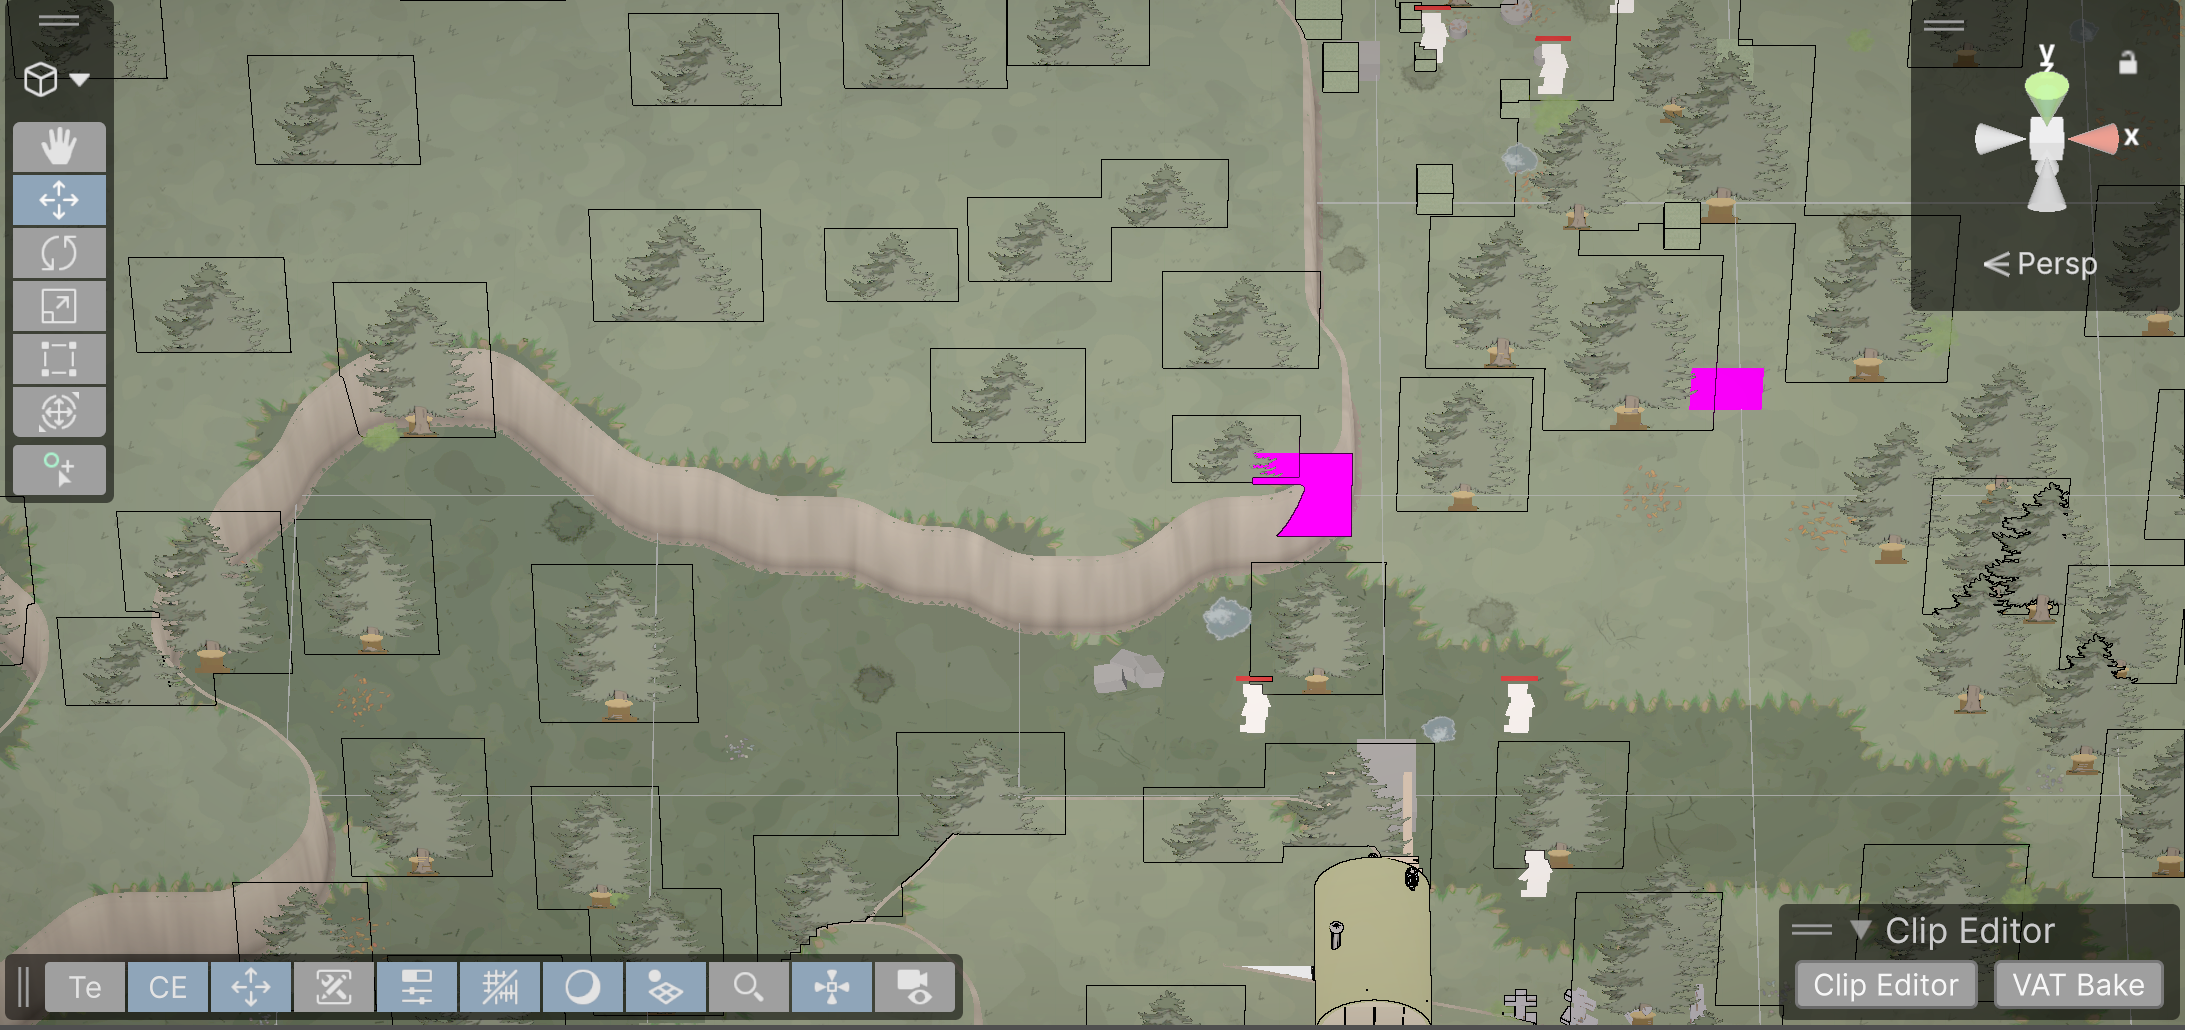 y
x
< Persp
Clip Editor
Clip Editor VAT Bake
Te CE